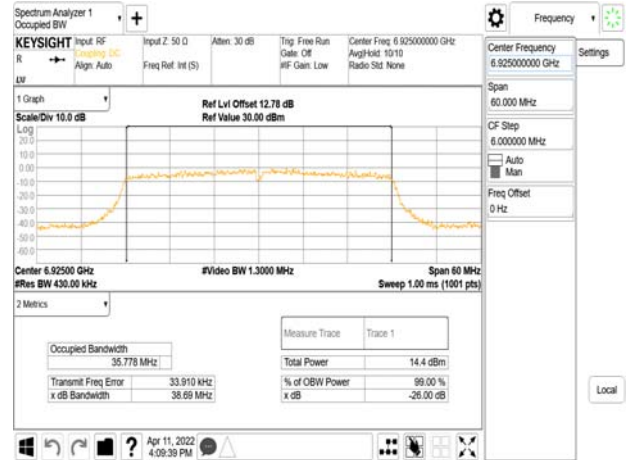 Spectrum Analyzer 1
Occupied BW
Frequency
KEYSIGHT
Input: RF
Coupling: DC
Align: Auto
Input Z: 50 Ω
Freq Ref: Int (S)
Atten: 30 dB
Trig: Free Run
Gate: Off
#IF Gain: Low
Center Freq: 6.925000000 GHz
Avg|Hold: 10/10
Radio Std: None
R
LXI
Center Frequency
6.925000000 GHz
Settings
Span
60.000 MHz
CF Step
6.000000 MHz
Auto
Man
Freq Offset
0 Hz
1 Graph
Scale/Div 10.0 dB
Ref Lvl Offset 12.78 dB
Ref Value 30.00 dBm
Log
20.0
10.0
0.00
-10.0
-20.0
-30.0
-40.0
-50.0
-60.0
Center 6.92500 GHz
#Res BW 430.00 kHz
#Video BW 1.3000 MHz
Span 60 MHz
Sweep 1.00 ms (1001 pts)
2 Metrics
Measure Trace
Trace 1
Occupied Bandwidth
35.778 MHz
Total Power
14.4 dBm
Transmit Freq Error
33.910 kHz
% of OBW Power
99.00 %
x dB Bandwidth
38.69 MHz
x dB
-26.00 dB
Local
?
Apr 11, 2022
4:09:39 PM